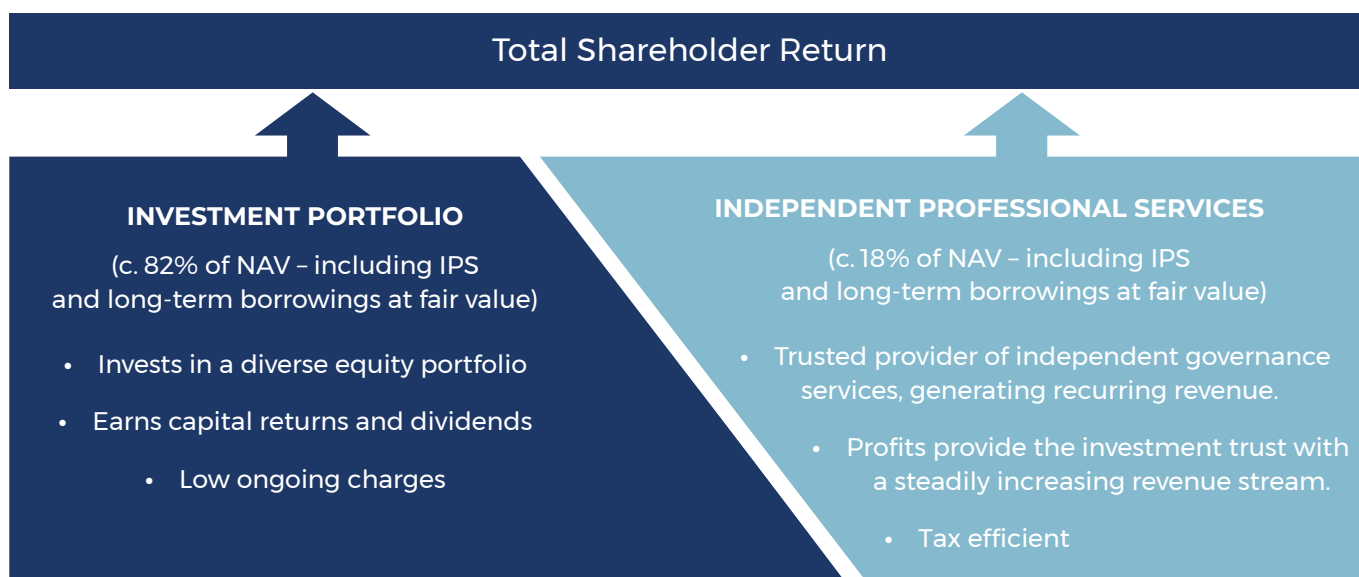 Total Shareholder Return
INVESTMENT PORTFOLIO
(c. 82% of NAV – including IPS
and long-term borrowings at fair value)
• Invests in a diverse equity portfolio
• Earns capital returns and dividends
• Low ongoing charges
INDEPENDENT PROFESSIONAL SERVICES
(c. 18% of NAV – including IPS
and long-term borrowings at fair value)
• Trusted provider of independent governance
services, generating recurring revenue.
• Profits provide the investment trust with
a steadily increasing revenue stream.
• Tax efficient